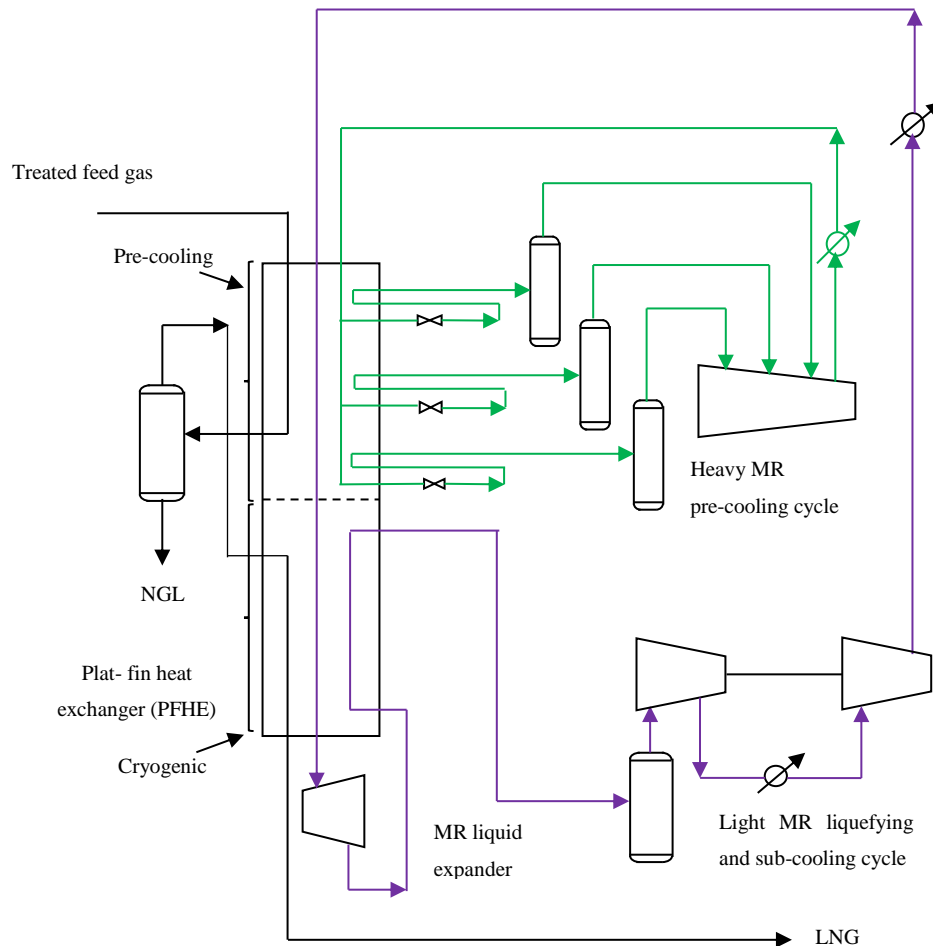 Treated feed gas
Pre-cooling
Heavy MR
pre-cooling cycle
NGL
Plat- fin heat
exchanger (PFHE)
Cryogenic
MR liquid
expander
Light MR liquefying
and sub-cooling cycle
LNG